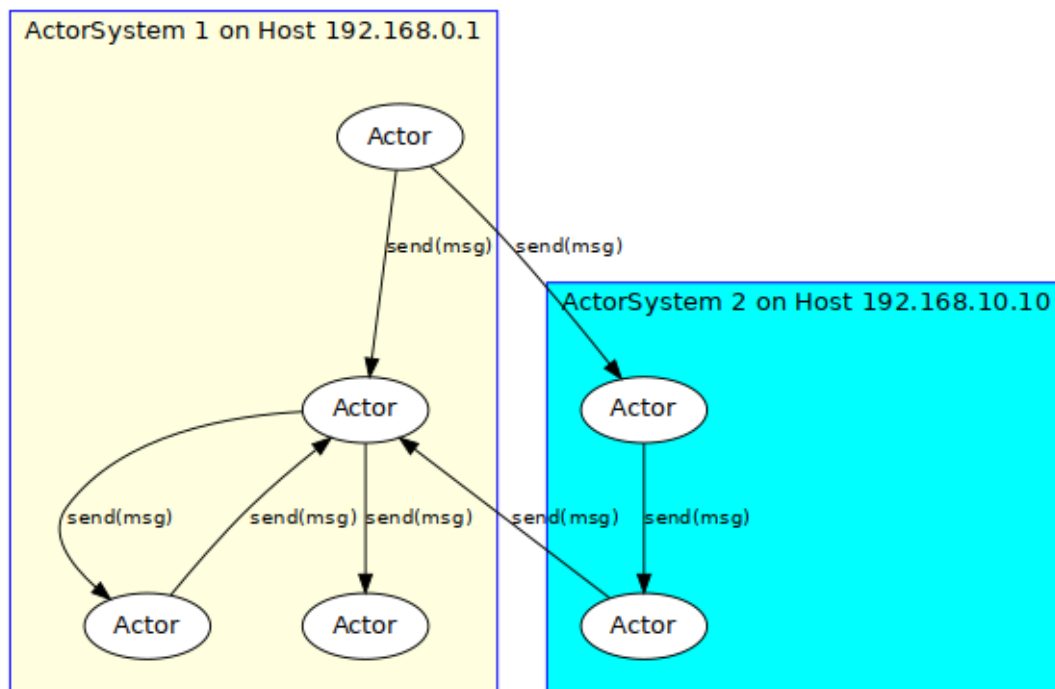 ActorSystem 1 on Host 192.168.0.1
Actor
send(msg)
send(msg)
ActorSystem 2 on Host 192.168.10.10
Actor
Actor
send(msg)
send(msg)
send(msg)
send(msg)
send(msg)
Actor
Actor
Actor